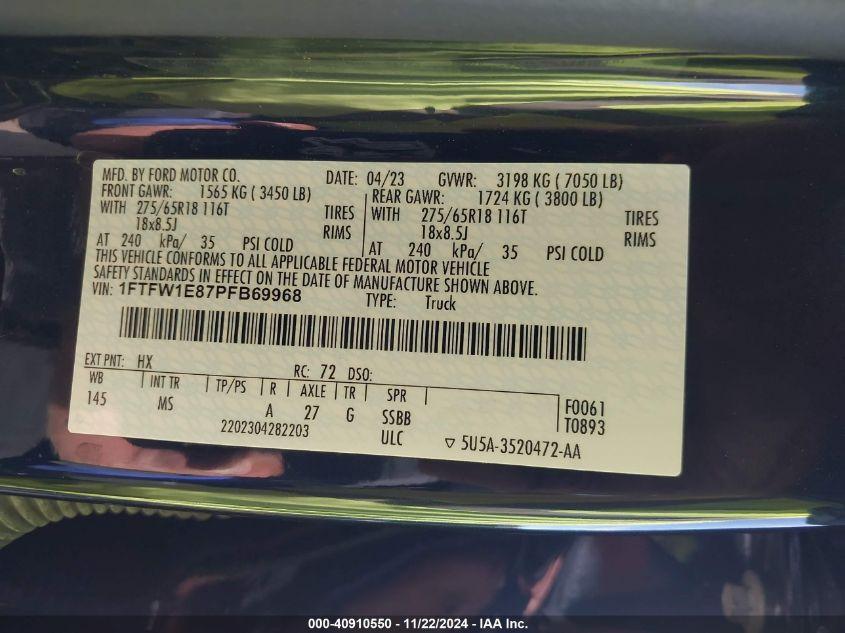 MFD. BY FORD MOTOR CO. DATE: 04/23 GVWR: 3198 KG ( 7050 LB)
FRONT GAWR: 1565 KG ( 3450 LB) REAR GAWR: 1724 KG ( 3800 LB)
WITH 275/65R18 116T TIRES WITH 275/65R18 116T TIRES
18x8.5J RIMS 18x8.5J RIMS
AT 240 kPa/ 35 PSI COLD AT 240 kPa/ 35 PSI COLD
THIS VEHICLE CONFORMS TO ALL APPLICABLE FEDERAL MOTOR VEHICLE
SAFETY STANDARDS IN EFFECT ON THE DATE OF MANUFACTURE SHOWN ABOVE.
VIN: 1FTFW1E87PFB69968 TYPE: Truck
EXT PNT: HX RC: 72 DSO:
WB INT TR TP/PS R AXLE TR SPR
145 MS A 27 G SSBB F0061
2202304282203 ULC T0893
5U5A-3520472-AA
000-40910550 - 11/22/2024 - IAA Inc.